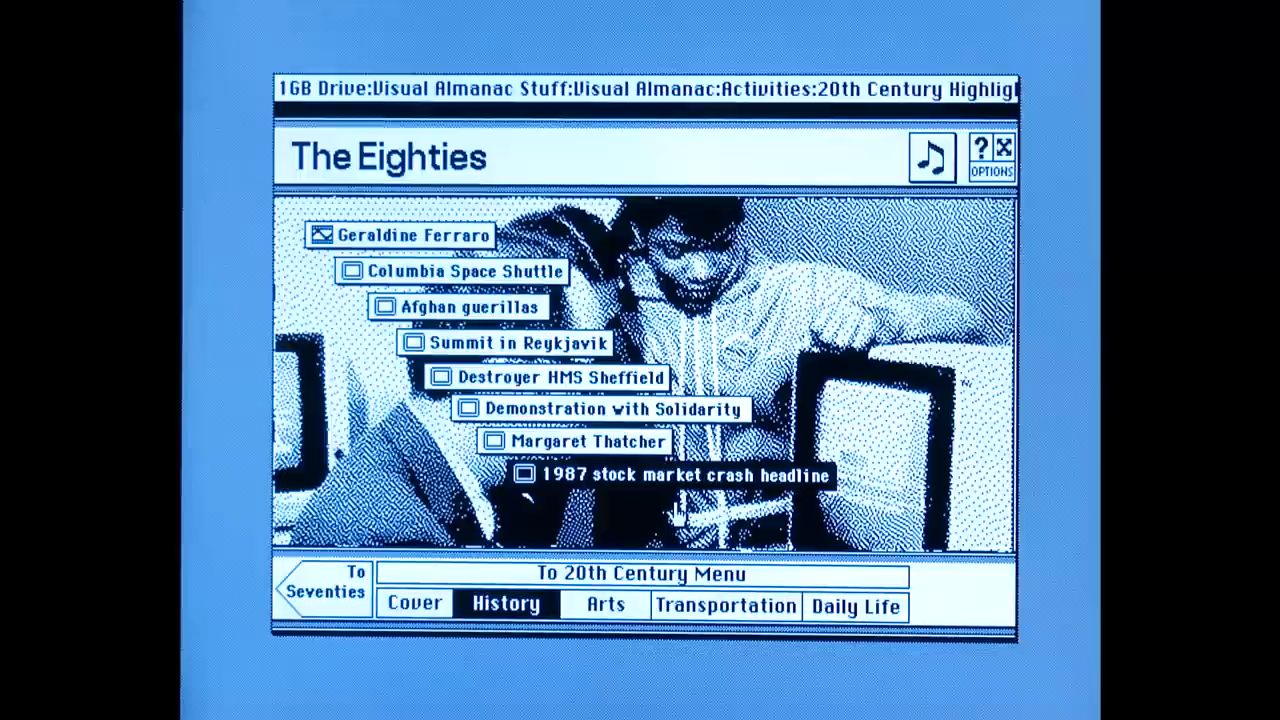 1GB Drive:Visual Almanac Stuff:Visual Almanac:Activities:20th Century Highlig
The Eighties
?
OPTIONS
Geraldine Ferraro
Columbia Space Shuttle
Afghan guerillas
Summit in Reykjavik
Destroyer HMS Sheffield
Demonstration with Solidarity
Margaret Thatcher
1987 stock market crash headline
To
Seventies
To 20th Century Menu
Cover History Arts Transportation Daily Life